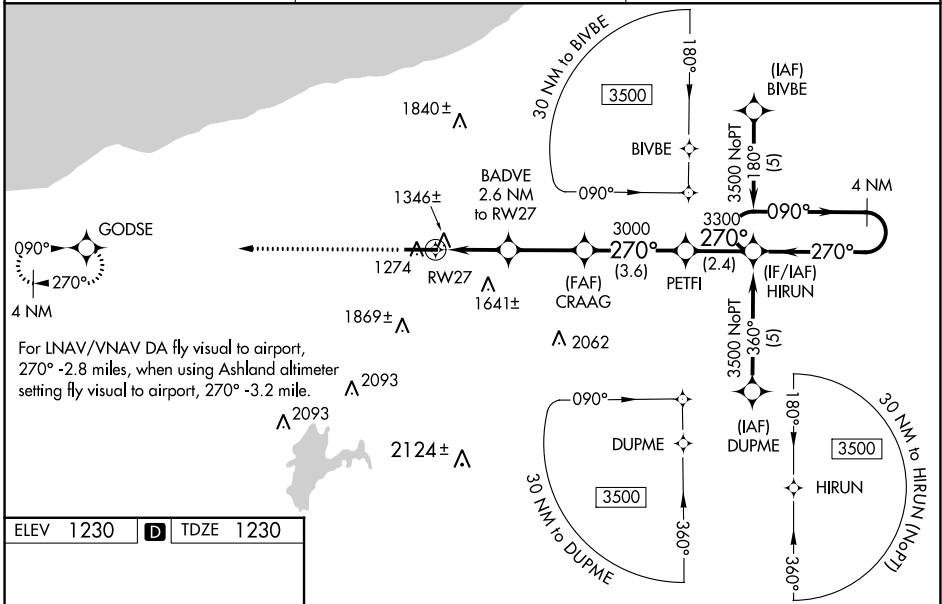 30 NM to BIVBE
180°
3500
BIVBE
090°
(IAF)
BIVBE
3500 NoPT
180°
(5)
1840±
1346±
BADVE
2.6 NM
to RW27
4 NM
090°
270°
GODSE
090°
270°
4 NM
1274
RW27
1641±
(FAF)
CRAAG
3000
270°
(3.6)
PETFI
3300
270°
(2.4)
(IF/IAF)
HIRUN
1869±
2062
3500 NoPT
360°
(5)
(IAF)
DUPME
For LNAV/VNAV DA fly visual to airport,
270° -2.8 miles, when using Ashland altimeter
setting fly visual to airport, 270° -3.2 mile.
2093
2093
2124±
090°
DUPME
3500
360°
30 NM to DUPME
180°
3500
HIRUN
360°
30 NM to HIRUN (NoPT)
ELEV 1230
D
TDZE 1230